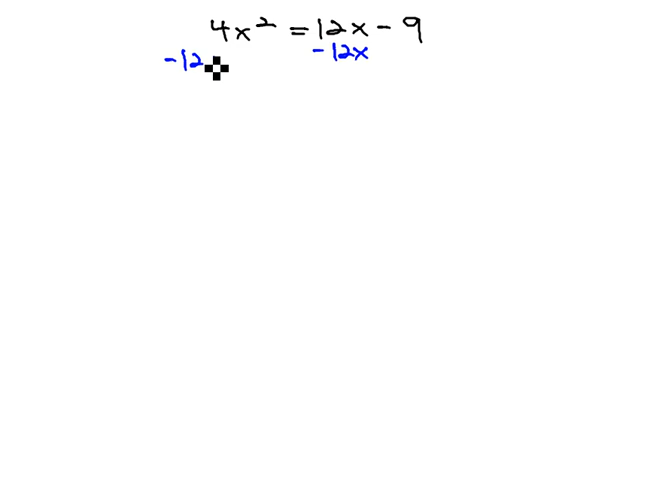 4x² = 12x - 9
-12 -12x